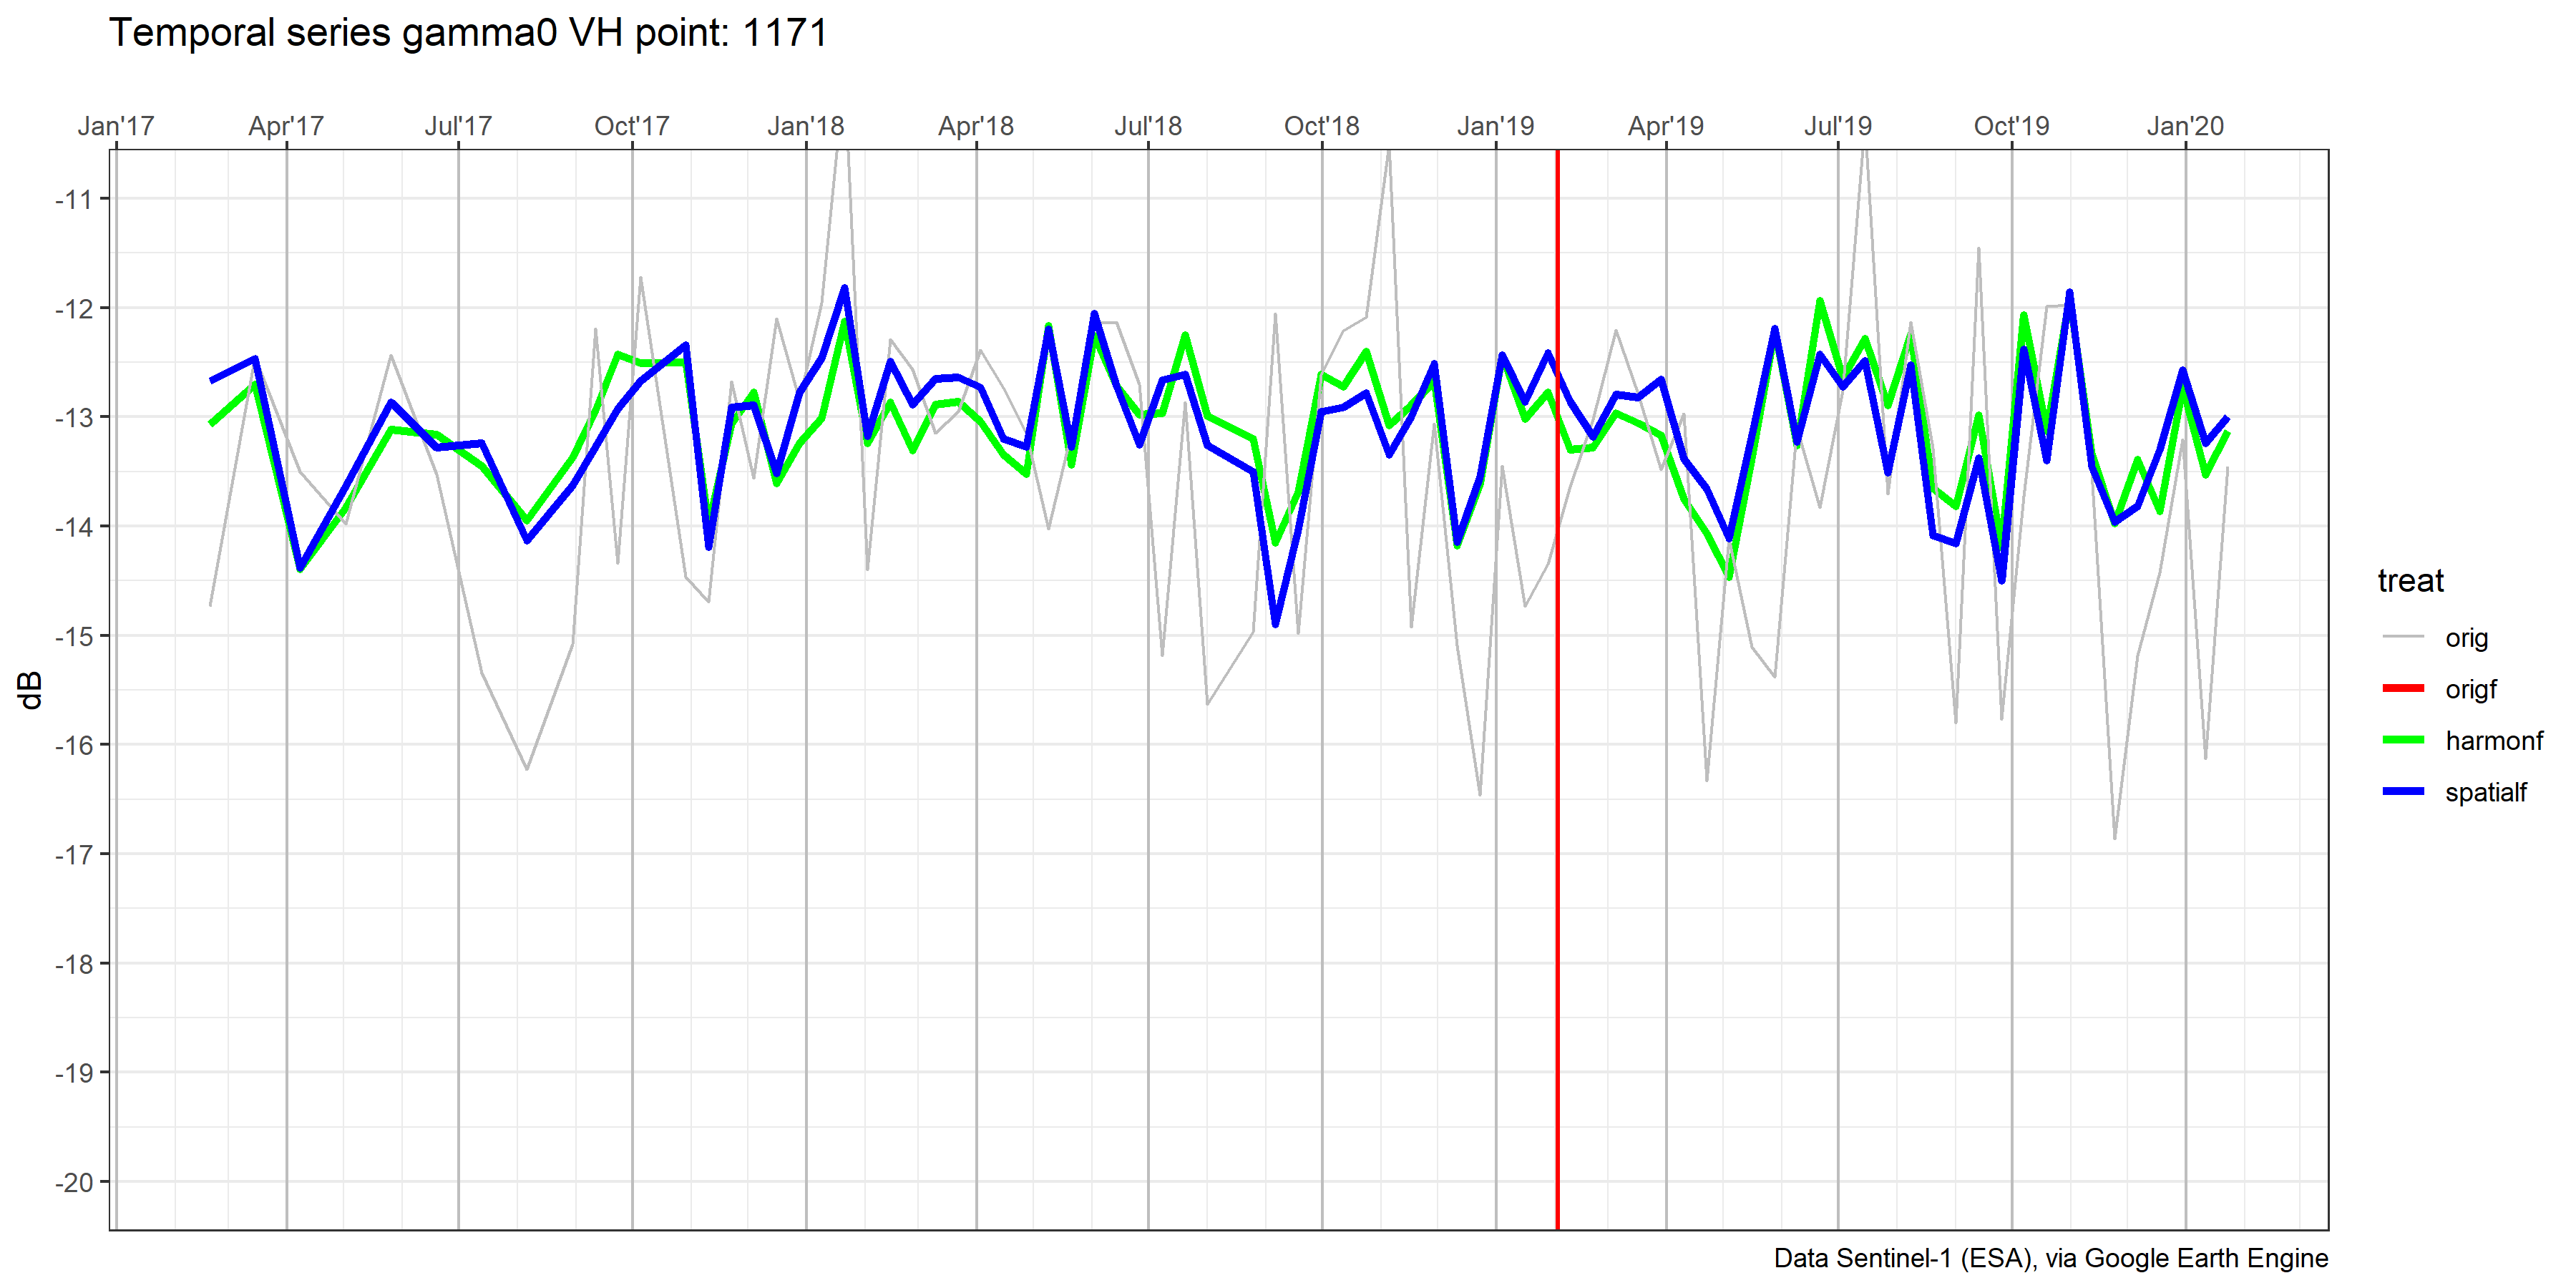 Temporal series gamma0 VH point: 1171
Jan'17 Apr'17 Jul'17 Oct'17 Jan'18 Apr'18 Jul'18 Oct'18 Jan'19 Apr'19 Jul'19 Oct'19 Jan'20
-11
-12
-13
-14
-15
-16
-17
-18
-19
-20
dB
treat
orig
origf
harmonf
spatialf
Data Sentinel-1 (ESA), via Google Earth Engine